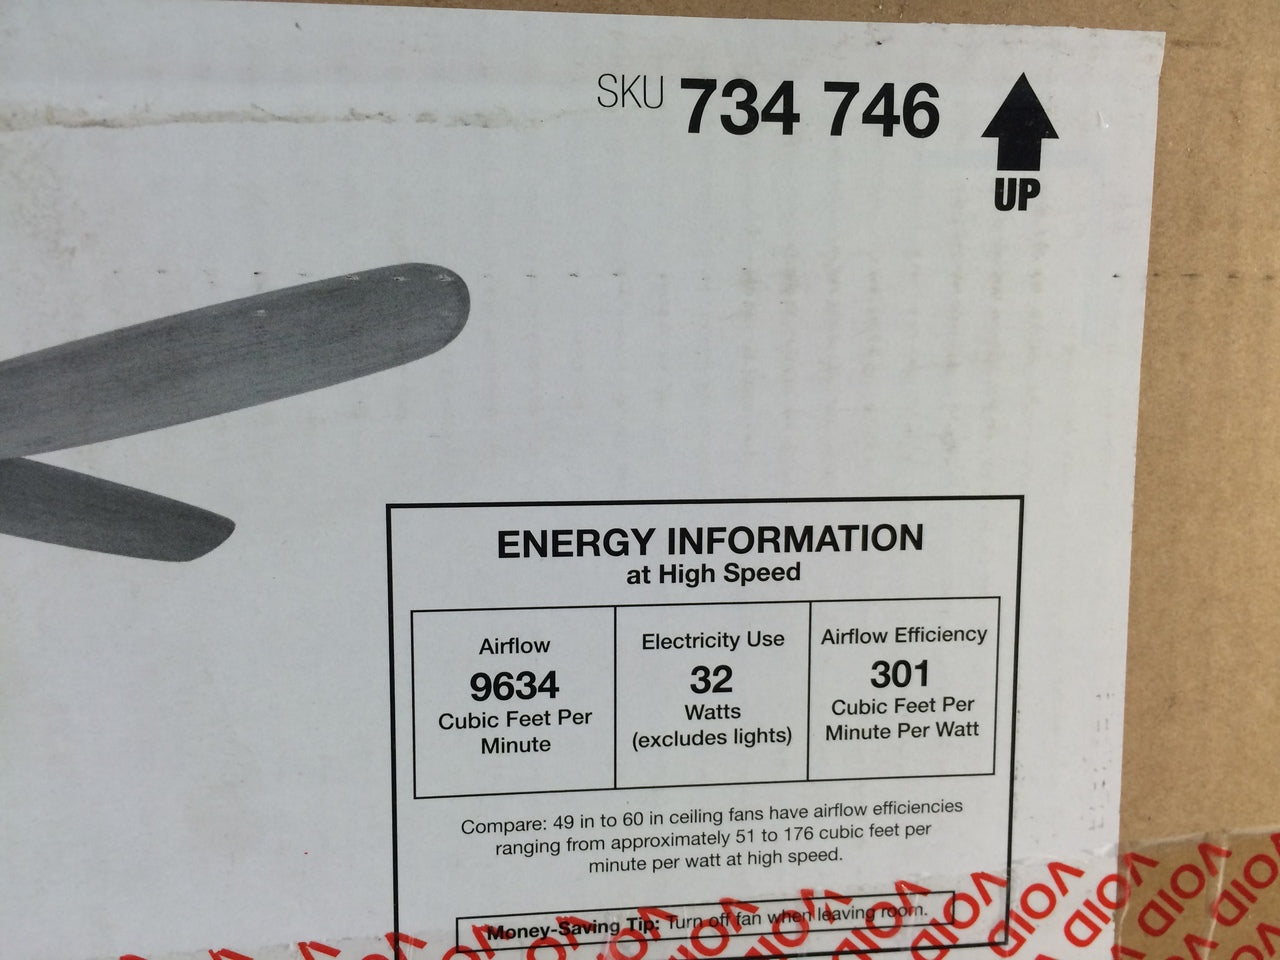 SKU 734 746
UP
ENERGY INFORMATION
at High Speed
Airflow
9634
Cubic Feet Per
Minute
Electricity Use
32
Watts
(excludes lights)
Airflow Efficiency
301
Cubic Feet Per
Minute Per Watt
Compare: 49 in to 60 in ceiling fans have airflow efficiencies
ranging from approximately 51 to 176 cubic feet per
minute per watt at high speed.
Money-Saving Tip: Turn off fan when leaving room.
VOID VOID VOID VOID